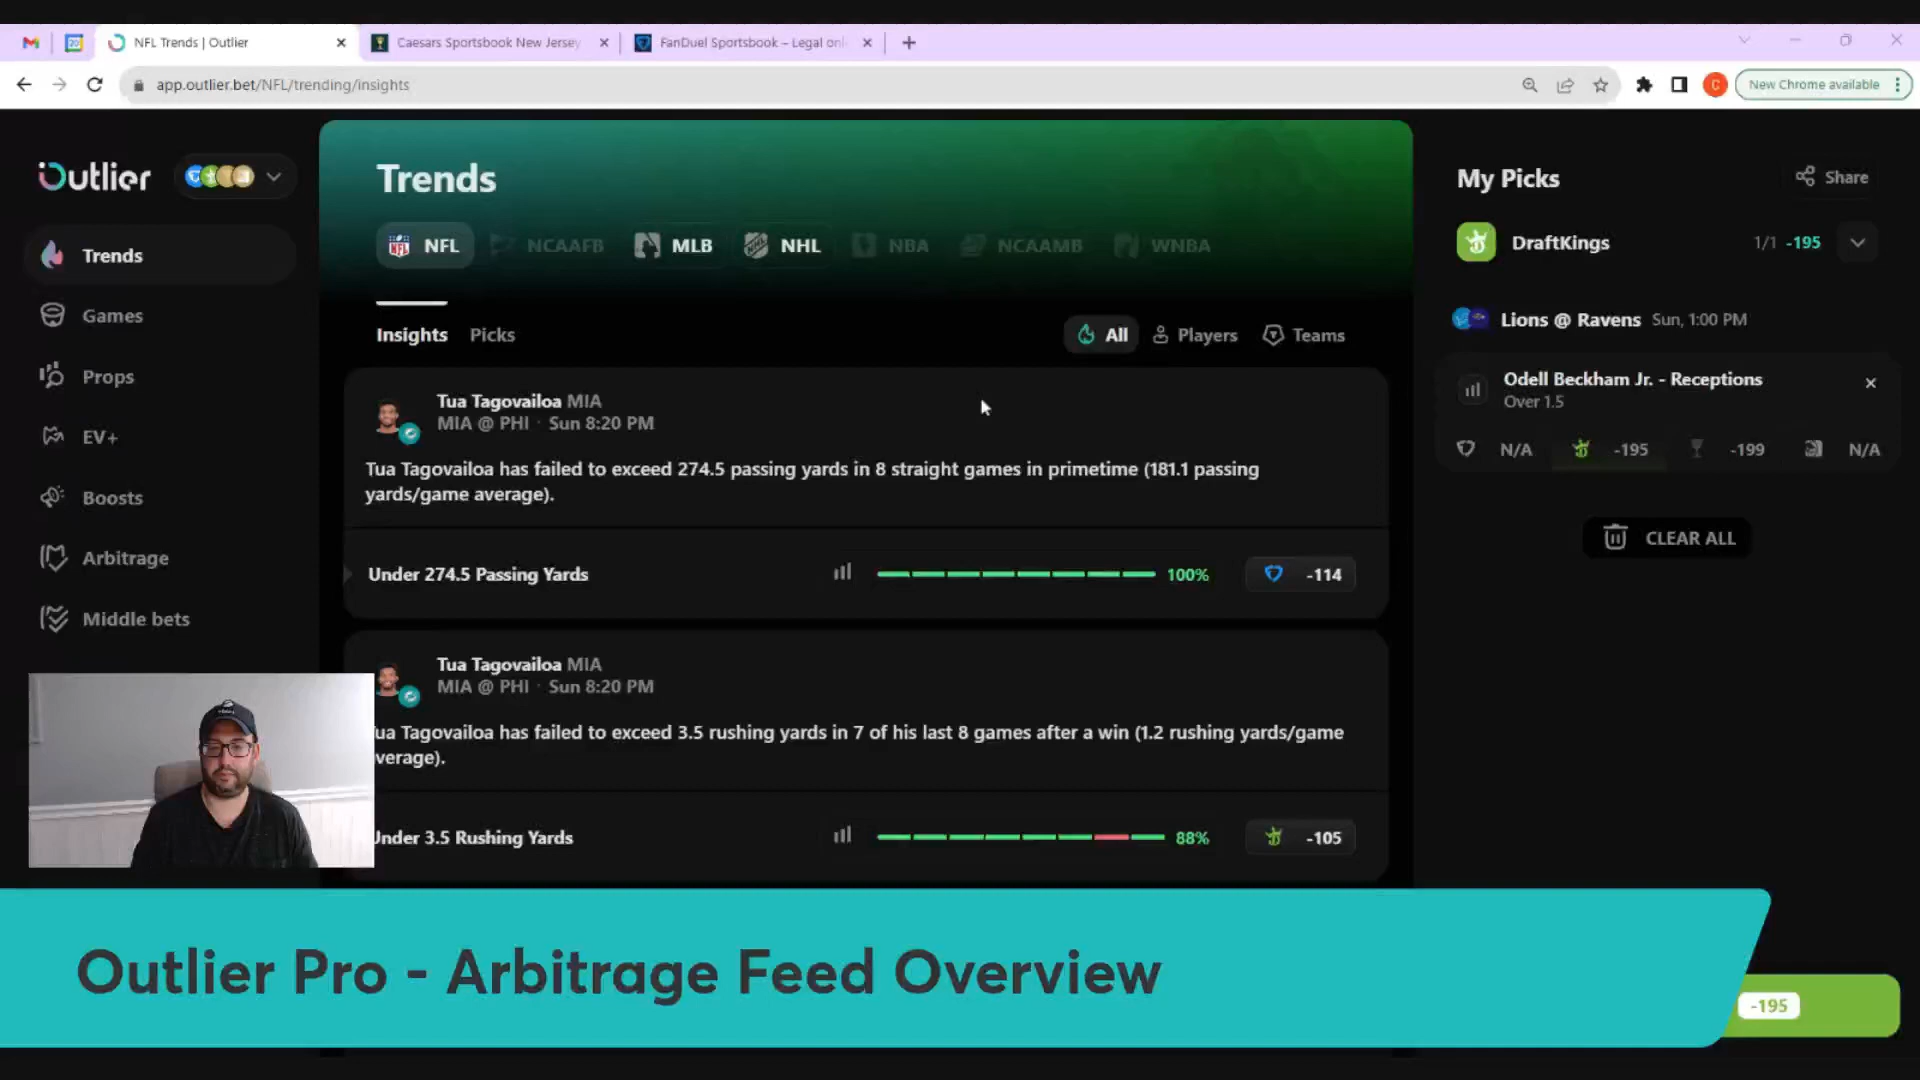 NFL Trends | Outlier
Caesars Sportsbook New Jersey
FanDuel Sportsbook – Legal onl
app.outlier.bet/NFL/trending/insights
C
New Chrome available
Outlier
Trends
Games
Props
EV+
Boosts
Arbitrage
Middle bets
Trends
NFL
NCAAFB
MLB
NHL
NBA
NCAAMB
WNBA
Insights
Picks
All
Players
Teams
Tua Tagovailoa MIA
MIA @ PHI · Sun 8:20 PM
Tua Tagovailoa has failed to exceed 274.5 passing yards in 8 straight games in primetime (181.1 passing
yards/game average).
Under 274.5 Passing Yards
100%
-114
Tua Tagovailoa MIA
MIA @ PHI · Sun 8:20 PM
ua Tagovailoa has failed to exceed 3.5 rushing yards in 7 of his last 8 games after a win (1.2 rushing yards/game
verage).
Under 3.5 Rushing Yards
88%
-105
My Picks
Share
DraftKings
1/1 -195
Lions @ Ravens Sun, 1:00 PM
Odell Beckham Jr. - Receptions
Over 1.5
N/A
-195
-199
N/A
CLEAR ALL
Outlier Pro - Arbitrage Feed Overview
-195